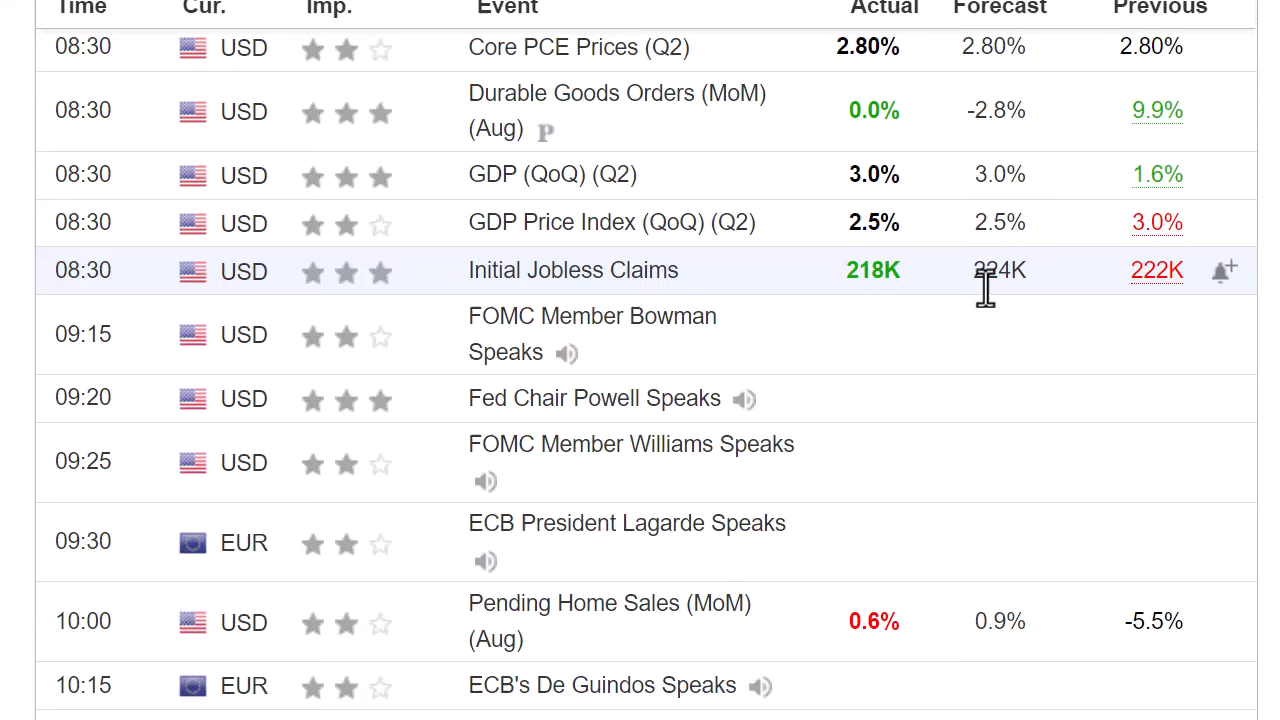 Time Cur. Imp. Event Actual Forecast Previous
08:30 USD Core PCE Prices (Q2) 2.80% 2.80% 2.80%
08:30 USD Durable Goods Orders (MoM) 0.0% -2.8% 9.9%
(Aug) P
08:30 USD GDP (QoQ) (Q2) 3.0% 3.0% 1.6%
08:30 USD GDP Price Index (QoQ) (Q2) 2.5% 2.5% 3.0%
08:30 USD Initial Jobless Claims 218K 224K 222K
09:15 USD FOMC Member Bowman
Speaks
09:20 USD Fed Chair Powell Speaks
09:25 USD FOMC Member Williams Speaks
09:30 EUR ECB President Lagarde Speaks
10:00 USD Pending Home Sales (MoM) 0.6% 0.9% -5.5%
(Aug)
10:15 EUR ECB's De Guindos Speaks